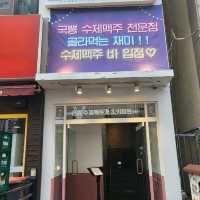 국뽕 수제맥주 전문점
골라먹는 재미!!
수제맥주 바 입점♡